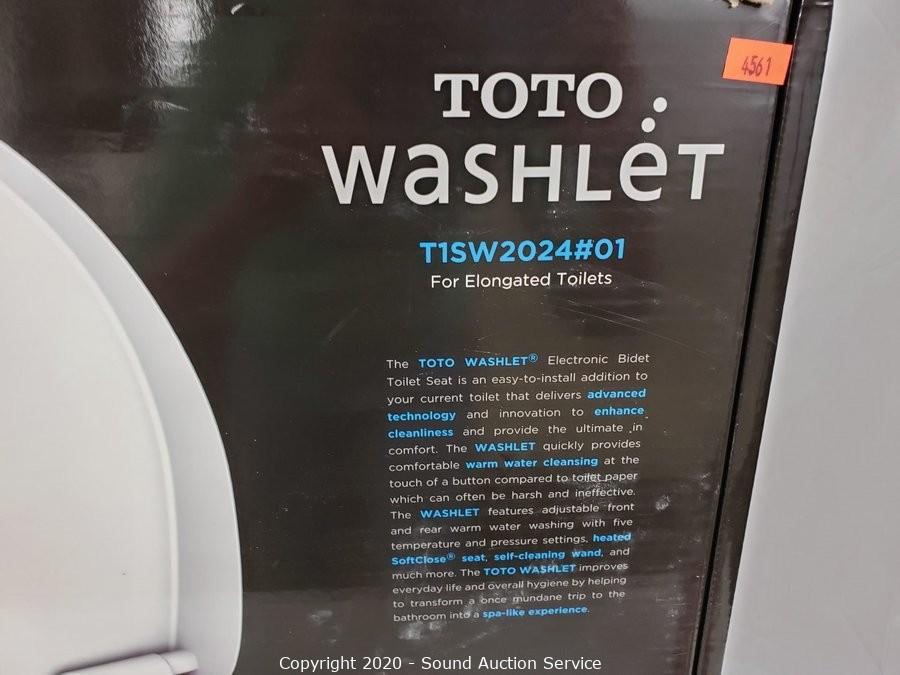 4561
TOTO
WASHLET
T1SW2024#01
For Elongated Toilets
The TOTO WASHLET® Electronic Bidet
Toilet Seat is an easy-to-install addition to
your current toilet that delivers advanced
technology and innovation to enhance
cleanliness and provide the ultimate in
comfort. The WASHLET quickly provides
comfortable warm water cleansing at the
touch of a button compared to toilet paper
which can often be harsh and ineffective.
The WASHLET features adjustable front
and rear warm water washing with five
temperature and pressure settings, heated
SoftClose® seat, self-cleaning wand, and
much more. The TOTO WASHLET improves
everyday life and overall hygiene by helping
to transform a once mundane trip to the
bathroom into a spa-like experience.
Copyright 2020 - Sound Auction Service